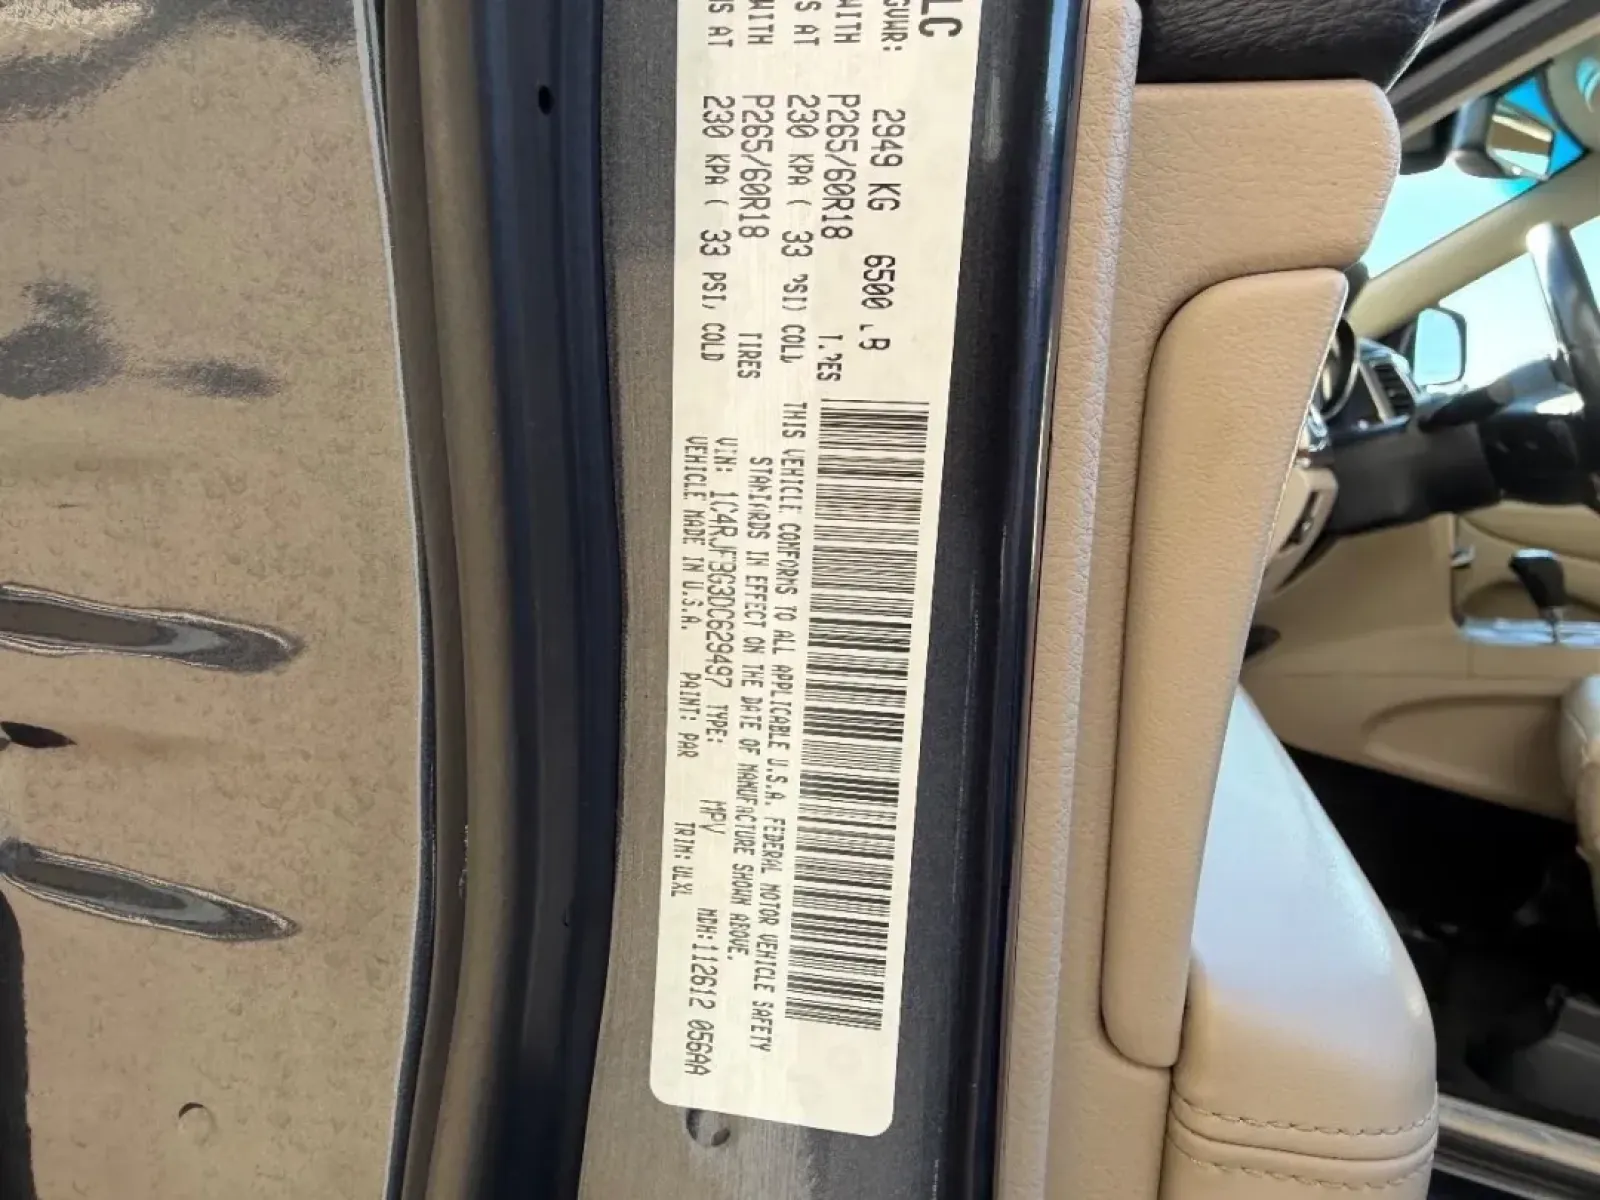 LC
GVWR: 2949 KG 6500 LB
WITH P265/60R18 TIRES
S AT 230 KPA ( 33 PSI) COLD
WITH P265/60R18 TIRES
MS AT 230 KPA ( 33 PSI) COLD
THIS VEHICLE CONFORMS TO ALL APPLICABLE U.S.A. FEDERAL MOTOR VEHICLE SAFETY
STANDARDS IN EFFECT ON THE DATE OF MANUFACTURE SHOWN ABOVE.
VIN: 1C4RJFBG3DC629497 TYPE: MPV MDH:112612 056AA
VEHICLE MADE IN U.S.A. PAINT: PAR TRIM: ULXL